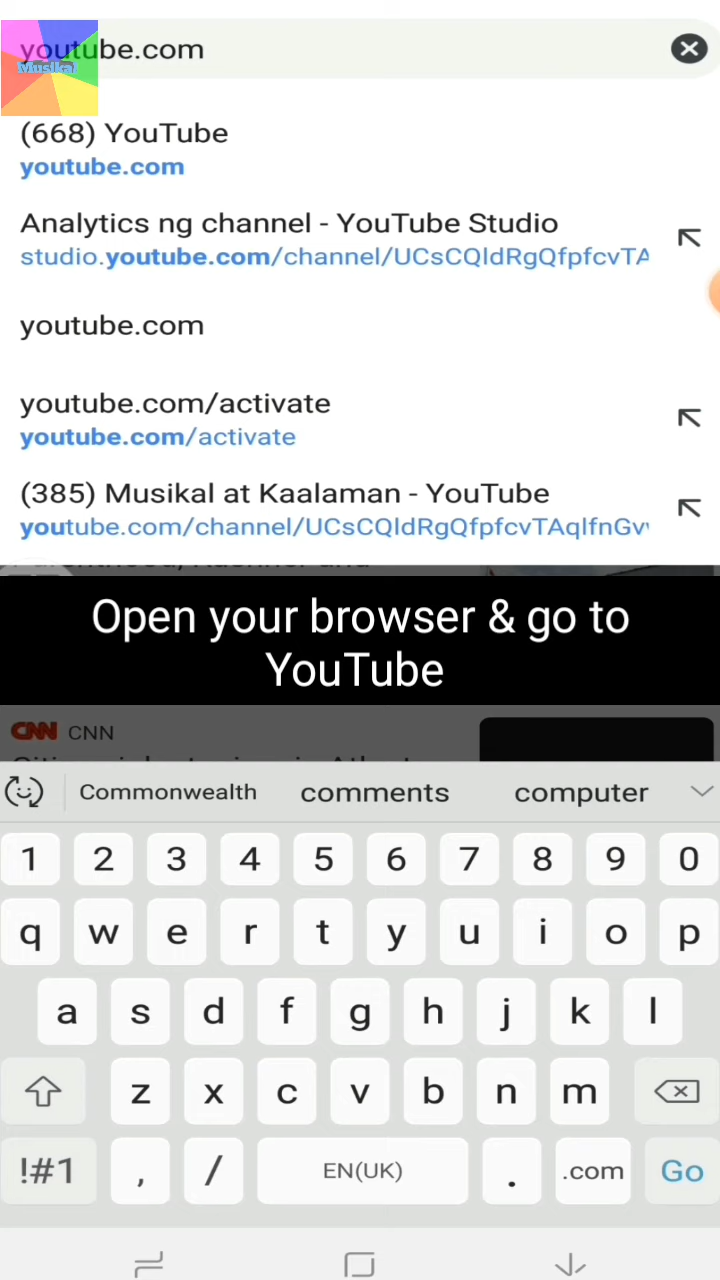 youtube.com
Musikal
(668) YouTube
youtube.com
Analytics ng channel - YouTube Studio
studio.youtube.com/channel/UCsCQldRgQfpfcvTA
youtube.com
youtube.com/activate
youtube.com/activate
(385) Musikal at Kaalaman - YouTube
youtube.com/channel/UCsCQldRgQfpfcvTAqlfnGv
Open your browser & go to
YouTube
CNN CNN
Commonwealth comments computer
1 2 3 4 5 6 7 8 9 0
q w e r t y u i o p
a s d f g h j k l
z x c v b n m
!#1 , / EN(UK) . .com Go